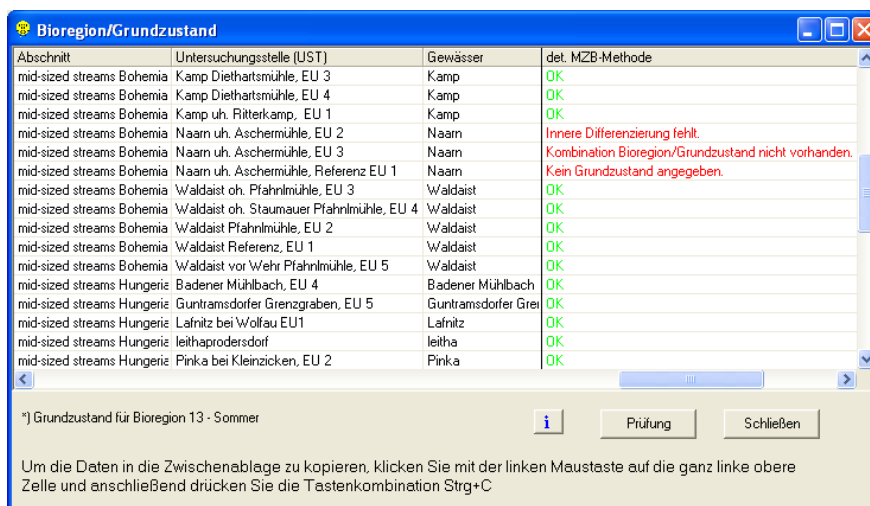 Bioregion/Grundzustand
Abschnitt Untersuchungsstelle (UST) Gewässer det. MZB-Methode
mid-sized streams Bohemia Kamp Diethartsmühle, EU 3 Kamp OK
mid-sized streams Bohemia Kamp Diethartsmühle, EU 4 Kamp OK
mid-sized streams Bohemia Kamp uh. Ritterkamp, EU 1 Kamp OK
mid-sized streams Bohemia Naarn uh. Aschermühle, EU 2 Naarn Innere Differenzierung fehlt.
mid-sized streams Bohemia Naarn uh. Aschermühle, EU 3 Naarn Kombination Bioregion/Grundzustand nicht vorhanden.
mid-sized streams Bohemia Naarn uh. Aschermühle, Referenz EU 1 Naarn Kein Grundzustand angegeben.
mid-sized streams Bohemia Waldaist oh. Pfahnlmühle, EU 3 Waldaist OK
mid-sized streams Bohemia Waldaist oh. Staumauer Pfahnlmühle, EU 4 Waldaist OK
mid-sized streams Bohemia Waldaist Pfahnlmühle, EU 2 Waldaist OK
mid-sized streams Bohemia Waldaist Referenz, EU 1 Waldaist OK
mid-sized streams Bohemia Waldaist vor Wehr Pfahnlmühle, EU 5 Waldaist OK
mid-sized streams Hungeria Badener Mühlbach, EU 4 Badener Mühlbach OK
mid-sized streams Hungeria Guntramsdorfer Grenzgraben, EU 5 Guntramsdorfer Gren OK
mid-sized streams Hungeria Lafnitz bei Wolfau EU1 Lafnitz OK
mid-sized streams Hungeria leithaprodersdorf leitha OK
mid-sized streams Hungeria Pinka bei Kleinzicken, EU 2 Pinka OK
*) Grundzustand für Bioregion 13 - Sommer
i Prüfung Schließen
Um die Daten in die Zwischenablage zu kopieren, klicken Sie mit der linken Maustaste auf die ganz linke obere
Zelle und anschließend drücken Sie die Tastenkombination Strg+C